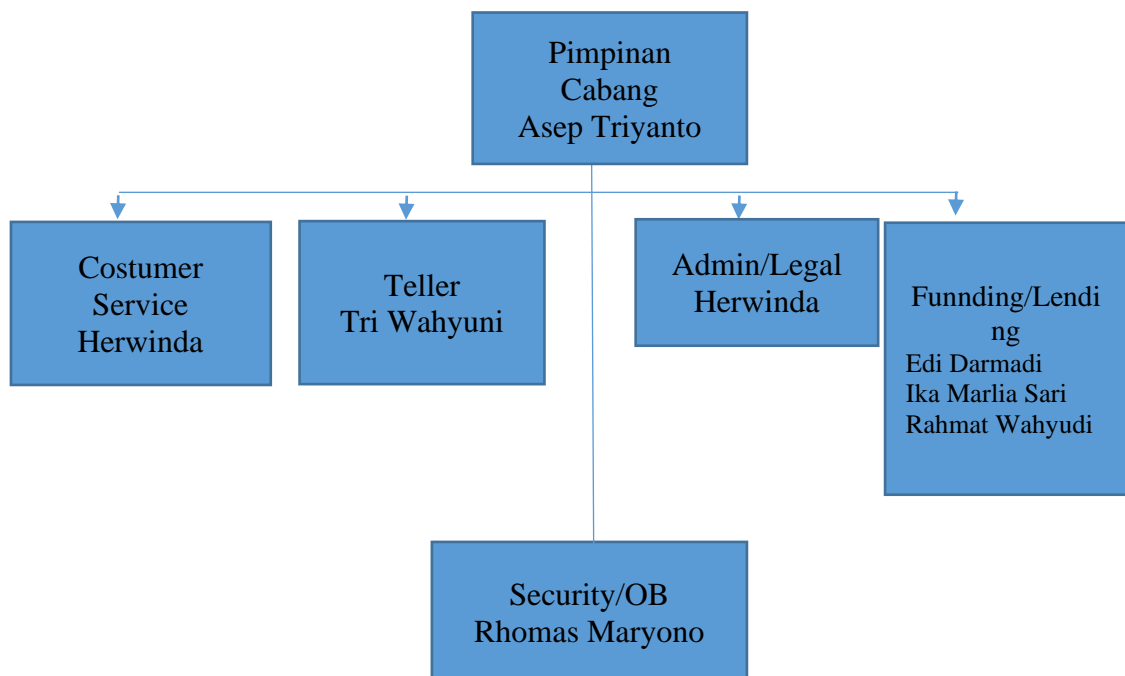 Pimpinan
Cabang
Asep Triyanto
Costumer
Service
Herwinda
Teller
Tri Wahyuni
Admin/Legal
Herwinda
Funnding/Lendi
ng
Edi Darmadi
Ika Marlia Sari
Rahmat Wahyudi
Security/OB
Rhomas Maryono